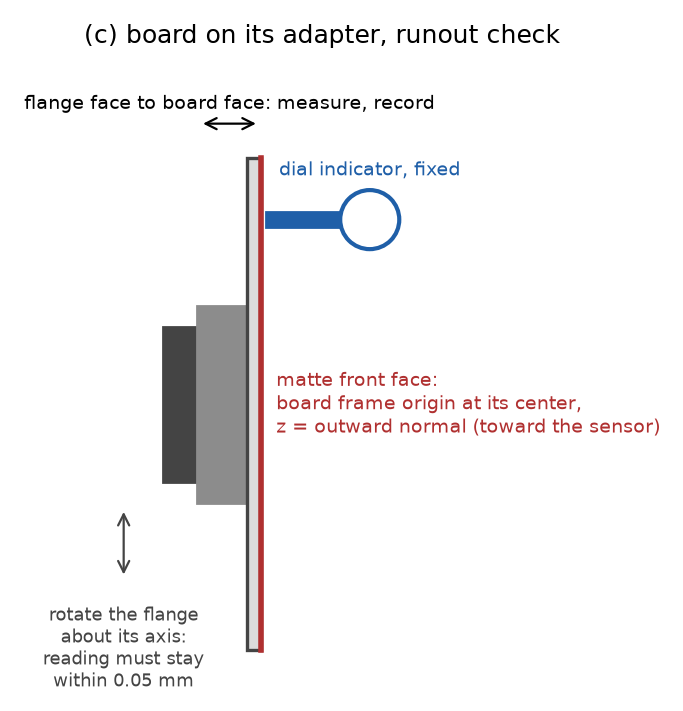 (c) board on its adapter, runout check
flange face to board face: measure, record
dial indicator, fixed
matte front face:
board frame origin at its center,
z = outward normal (toward the sensor)
rotate the flange
about its axis:
reading must stay
within 0.05 mm